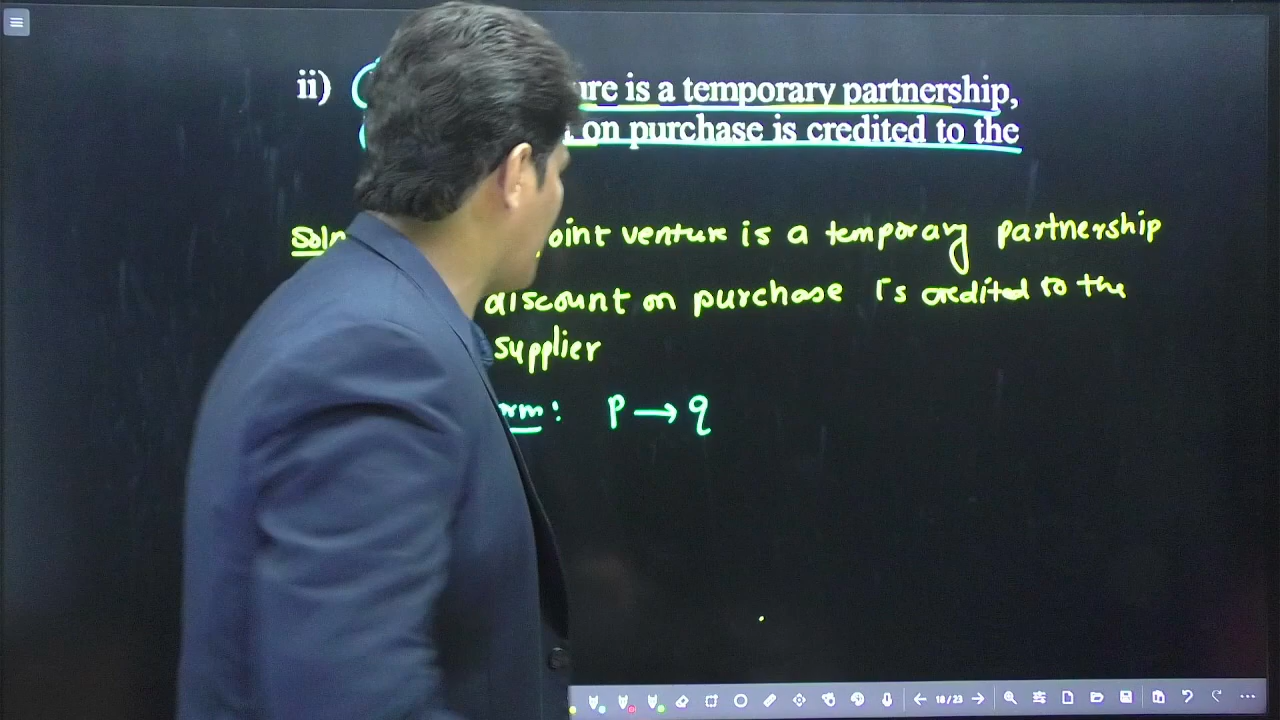 ii) ure is a temporary partnership,
on purchase is credited to the
Soln oint venture is a temporary partnership
discount on purchase is credited to the
supplier
orm: p → q
18/23